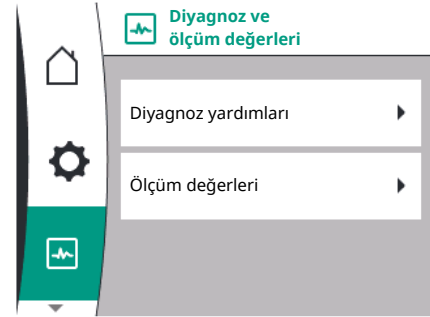 Diyagnoz ve
ölçüm değerleri
Diyagnoz yardımları
Ölçüm değerleri